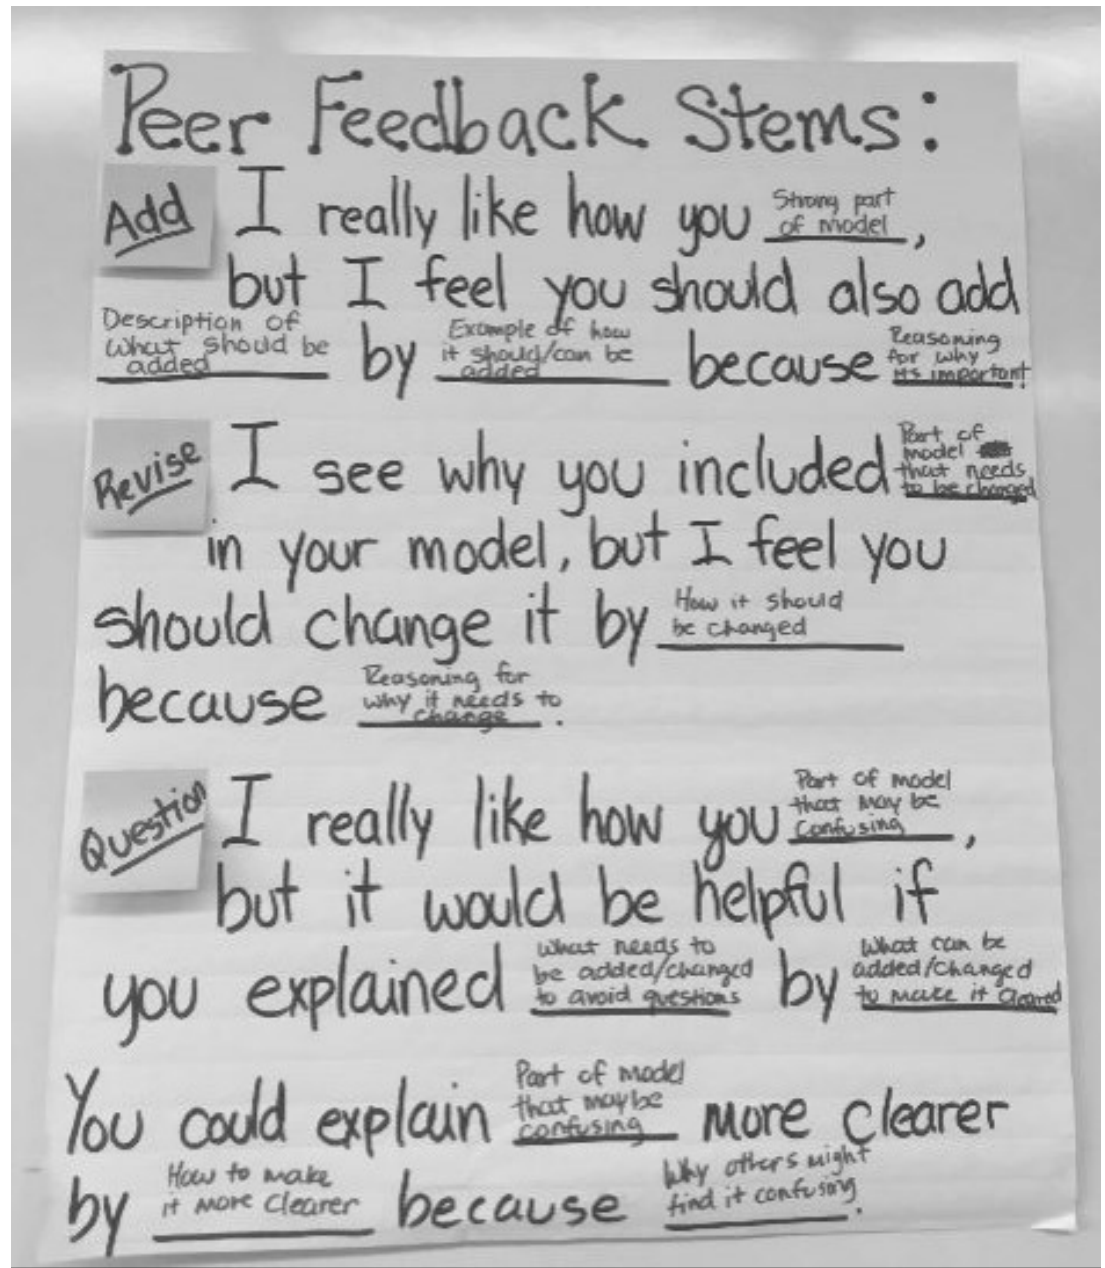 Peer Feedback Stems:
Add I really like how you Strong part of model,
but I feel you should also add
Description of what should be added by Example of how it should/can be added because Reasoning for why its important.
Revise I see why you included Part of model that needs to be changed
in your model, but I feel you
should change it by How it should be changed
because Reasoning for why it needs to change.
Question I really like how you Part of model that may be confusing,
but it would be helpful if
you explained What needs to be added/changed to avoid questions by What can be added/changed to make it cleared
You could explain Part of model that maybe confusing more clearer
by How to make it more clearer because Why others might find it confusing.